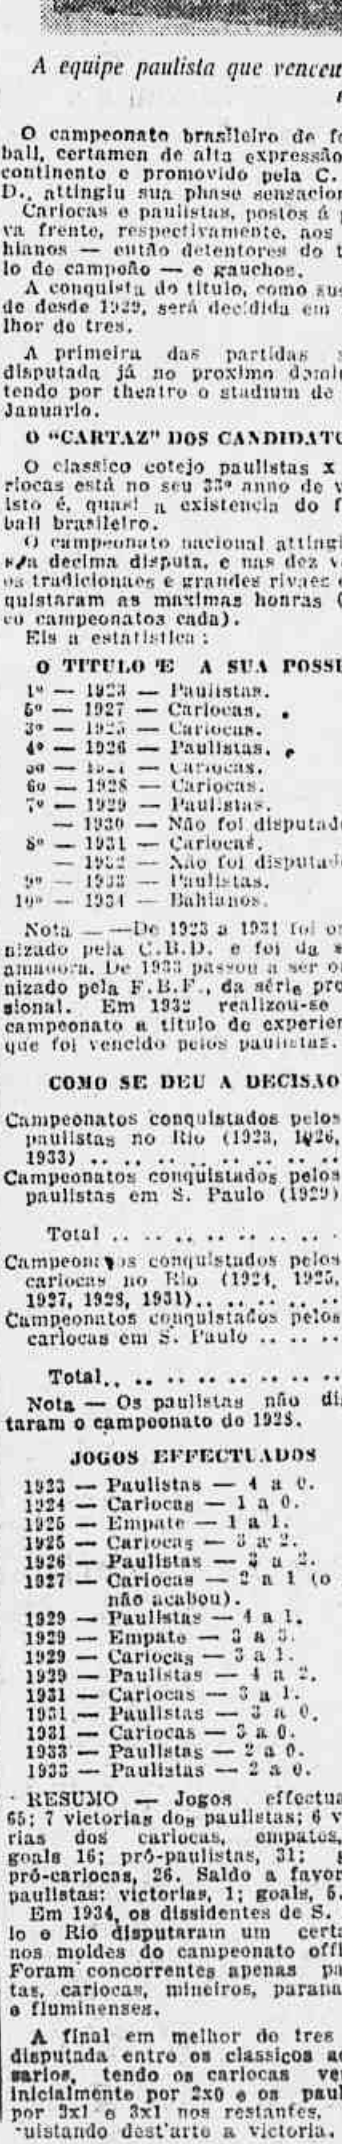 A equipe paulista que venceu
O campeonato brasileiro de fo
ball, certamen de alta expressão
continente e promovido pela C.
D., attingiu sua phase sensacion
Cariocas e paulistas, postos á p
va frente, respectivamente, aos
hianos — então detentores do t
lo de campeão — e gauchos.
A conquista do titulo, como su
de desde 1929, será decidida em
lhor de tres.
A primeira das partidas s
disputada já no proximo domin
tendo por theatro o stadium de
Januario.
O "CARTAZ" DOS CANDIDATO
O classico cotejo paulistas x
riocas está no seu 33º anno de v
isto é, quasi a existencia do f
ball brasileiro.
O campeonato nacional attingi
s/a decima disputa, e nas dez v
os tradicionaes e grandes rivaes
quistaram as maximas honras (
co campeonatos cada).
Eis a estatistica :
O TITULO E A SUA POSSE
1º — 1923 — Paulistas.
5º — 1927 — Cariocas.
3º — 1925 — Cariocas.
4º — 1926 — Paulistas.
— Cariocas.
6o — 1928 — Cariocas.
7º — 1929 — Paulistas.
— 1930 — Não foi disputado
8º — 1931 — Cariocas.
— 1932 — Não foi disputado
9º — 1933 — Paulistas.
10º — 1934 — Bahianos.
Nota — —De 1923 a 1931 foi or
nizado pela C.B.D. e foi da s
amadora. De 1933 passou a ser or
nizado pela F.B.F., da série pro
sional. Em 1932 realizou-se
campeonato a titulo de experien
que foi vencido pelos paulistas.
COMO SE DEU A DECISÃO
Campeonatos conquistados pelos
paulistas no Rio (1923, 1926,
1933) .. .. .. .. .. .. .. ..
Campeonatos conquistados pelos
paulistas em S. Paulo (1929)
Total .. .. .. .. .. .. ..
Campeonatos conquistados pelos
cariocas no Rio (1924, 1925,
1927, 1928, 1931).. .. .. .. ..
Campeonatos conquistados pelos
cariocas em S. Paulo .. .. ..
Total.. .. .. .. .. .. .. ..
Nota — Os paulistas não di
taram o campeonato do 1928.
JOGOS EFFECTUADOS
1923 — Paulistas — 4 a 0.
1924 — Cariocas — 1 a 0.
1925 — Empate — 1 a 1.
1925 — Cariocas — 3 a 2.
1926 — Paulistas — 3 a 2.
1927 — Cariocas — 2 a 1 (o
não acabou).
1929 — Paulistas — 4 a 1.
1929 — Empate — 3 a 3.
1929 — Cariocas — 3 a 1.
1929 — Paulistas — 4 a 2.
1931 — Cariocas — 3 a 1.
1931 — Paulistas — 3 a 0.
1931 — Cariocas — 3 a 0.
1933 — Paulistas — 2 a 0.
1933 — Paulistas — 2 a 0.
RESUMO — Jogos effectua
65; 7 victorias dos paulistas; 6 v
rias dos cariocas, empates,
goals 16; pró-paulistas, 31; g
pró-cariocas, 26. Saldo a favor
paulistas: victorias, 1; goals, 5.
Em 1934, os dissidentes de S.
lo e Rio disputaram um certa
nos moldes do campeonato offi
Foram concorrentes apenas pa
tas, cariocas, mineiros, parana
e fluminenses.
A final em melhor de tres
disputada entre os classicos ad
sarios, tendo os cariocas ve
inicialmente por 2x0 e os paul
por 3x1 e 3x1 nos restantes.
uistando dest'arte a victoria.